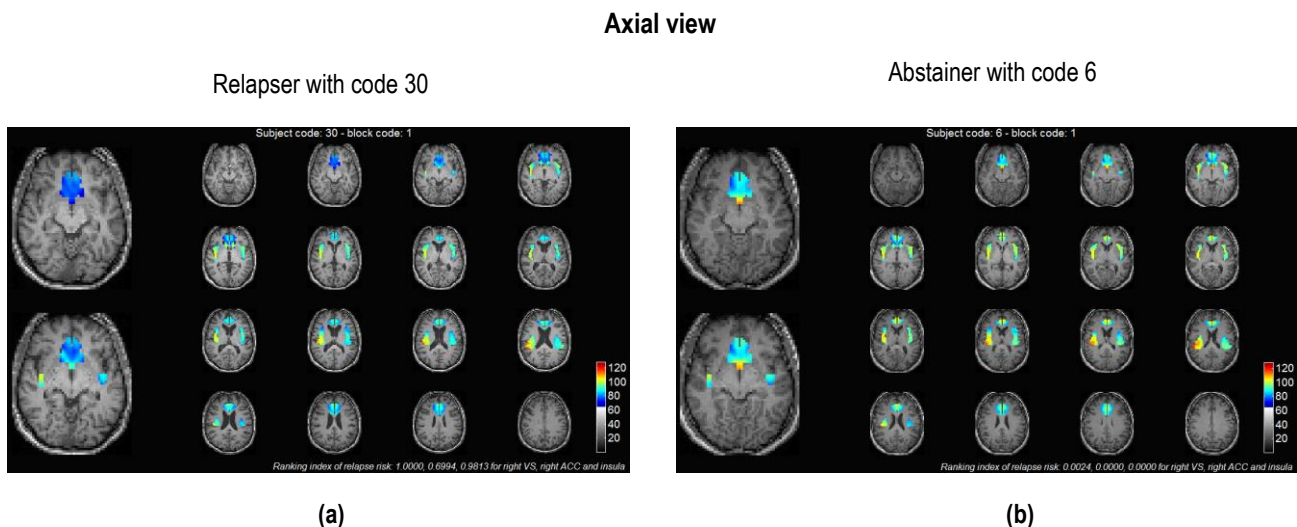 Axial view
Relapser with code 30
Abstainer with code 6
Subject code: 30 - block code: 1
120
100
80
60
40
20
Ranking index of relapse risk: 1.0000, 0.6994, 0.9813 for right VS, right ACC and insula
Subject code: 6 - block code: 1
120
100
80
60
40
20
Ranking index of relapse risk: 0.0024, 0.0000, 0.0000 for right VS, right ACC and insula
(a)
(b)